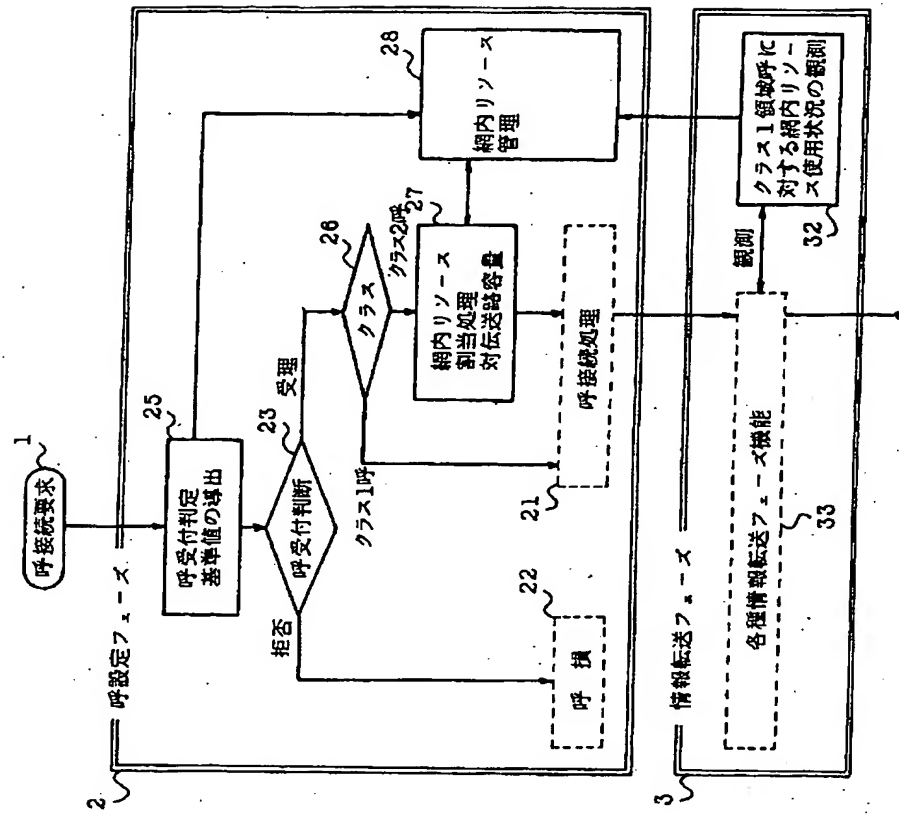 呼接続要求
1
2
呼設定フェーズ
呼受付判定
基準値の導出
25
呼受付判断
23
拒否
受理
クラス
26
クラス1呼
クラス2呼
網内リソース
割当処理
対伝送路容量
27
網内リソース
管理
28
呼損
22
呼接続処理
21
3
情報転送フェーズ
各種情報転送フェーズ機能
33
観測
クラス1領域呼に
対する網内リソー
ス使用状況の観測
32